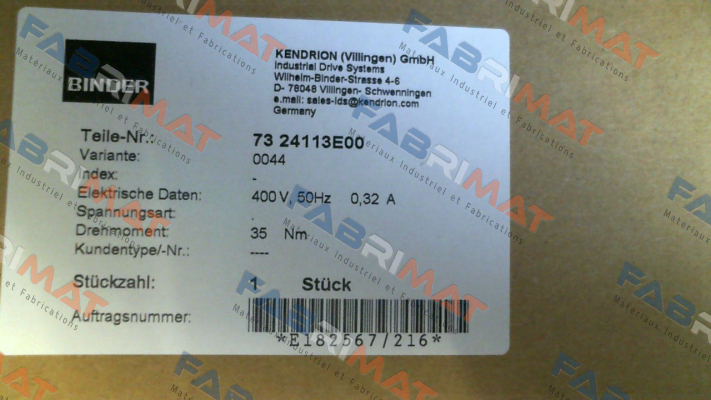 BINDER
KENDRION (Villingen) GmbH
Industrial Drive Systems
Wilhelm-Binder-Strasse 4-6
D- 78048 Villingen- Schwenningen
e.mail: sales-ids@kendrion.com
Germany
Teile-Nr.: 73 24113E00
Variante: 0044
Index: -
Elektrische Daten: 400 V, 50Hz 0,32 A
Spannungsart: .
Drehmoment: 35 Nm
Kundentype/-Nr.: ----
Stückzahl: 1 Stück
Auftragsnummer:
*E182567/216*
FABRIMAT
Matériaux Industriel et Fabrications